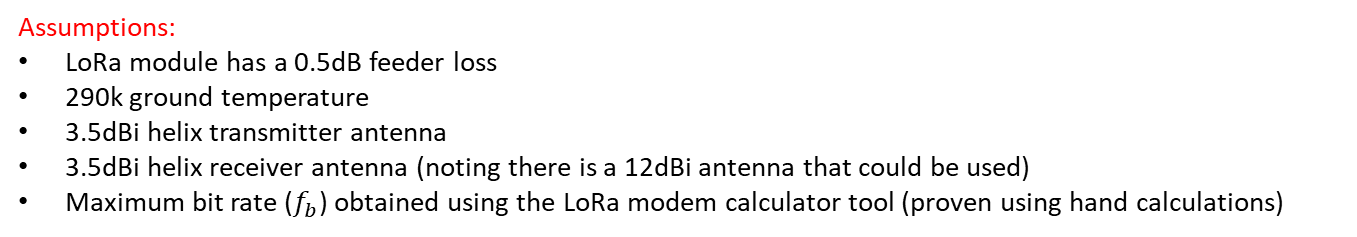 Assumptions:
• LoRa module has a 0.5dB feeder loss
• 290k ground temperature
• 3.5dBi helix transmitter antenna
• 3.5dBi helix receiver antenna (noting there is a 12dBi antenna that could be used)
• Maximum bit rate (f_b) obtained using the LoRa modem calculator tool (proven using hand calculations)